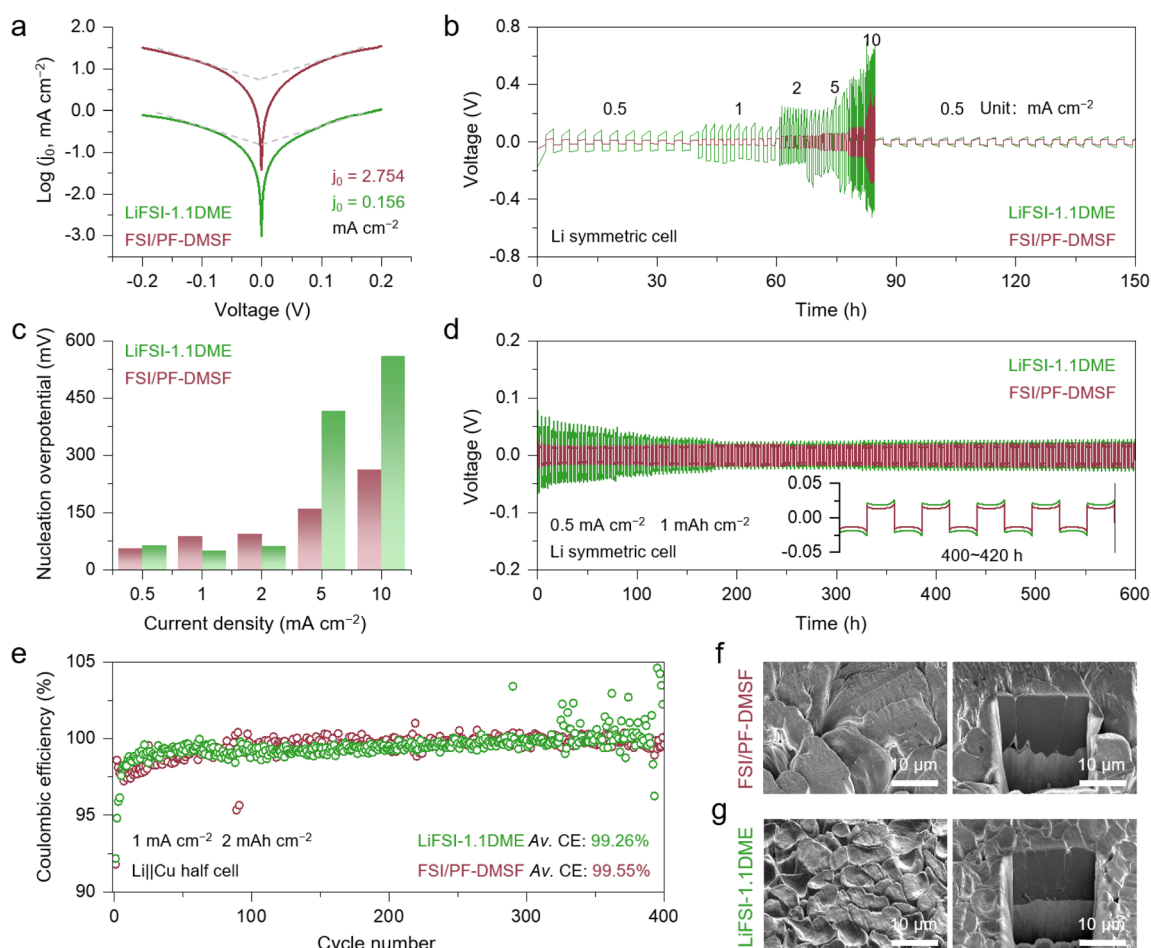 a
2.0
1.0
0.0
-1.0
-2.0
-3.0
Log (j₀, mA cm⁻²)
j₀ = 2.754
j₀ = 0.156
mA cm⁻²
LiFSI-1.1DME
FSI/PF-DMSF
-0.2 -0.1 0.0 0.1 0.2
Voltage (V)
b
0.8
0.4
0.0
-0.4
-0.8
Voltage (V)
0.5
1
2
5
10
0.5 Unit: mA cm⁻²
Li symmetric cell
LiFSI-1.1DME
FSI/PF-DMSF
0 30 60 90 120 150
Time (h)
c
600
450
300
150
0
Nucleation overpotential (mV)
LiFSI-1.1DME
FSI/PF-DMSF
0.5 1 2 5 10
Current density (mA cm⁻²)
d
0.2
0.1
0.0
-0.1
-0.2
Voltage (V)
LiFSI-1.1DME
FSI/PF-DMSF
0.5 mA cm⁻² 1 mAh cm⁻²
Li symmetric cell
0.05
0.00
-0.05
400~420 h
0 100 200 300 400 500 600
Time (h)
e
105
100
95
90
Coulombic efficiency (%)
1 mA cm⁻² 2 mAh cm⁻²
Li||Cu half cell
LiFSI-1.1DME Av. CE: 99.26%
FSI/PF-DMSF Av. CE: 99.55%
0 100 200 300 400
Cycle number
f
FSI/PF-DMSF
10 μm
10 μm
g
LiFSI-1.1DME
10 μm
10 μm